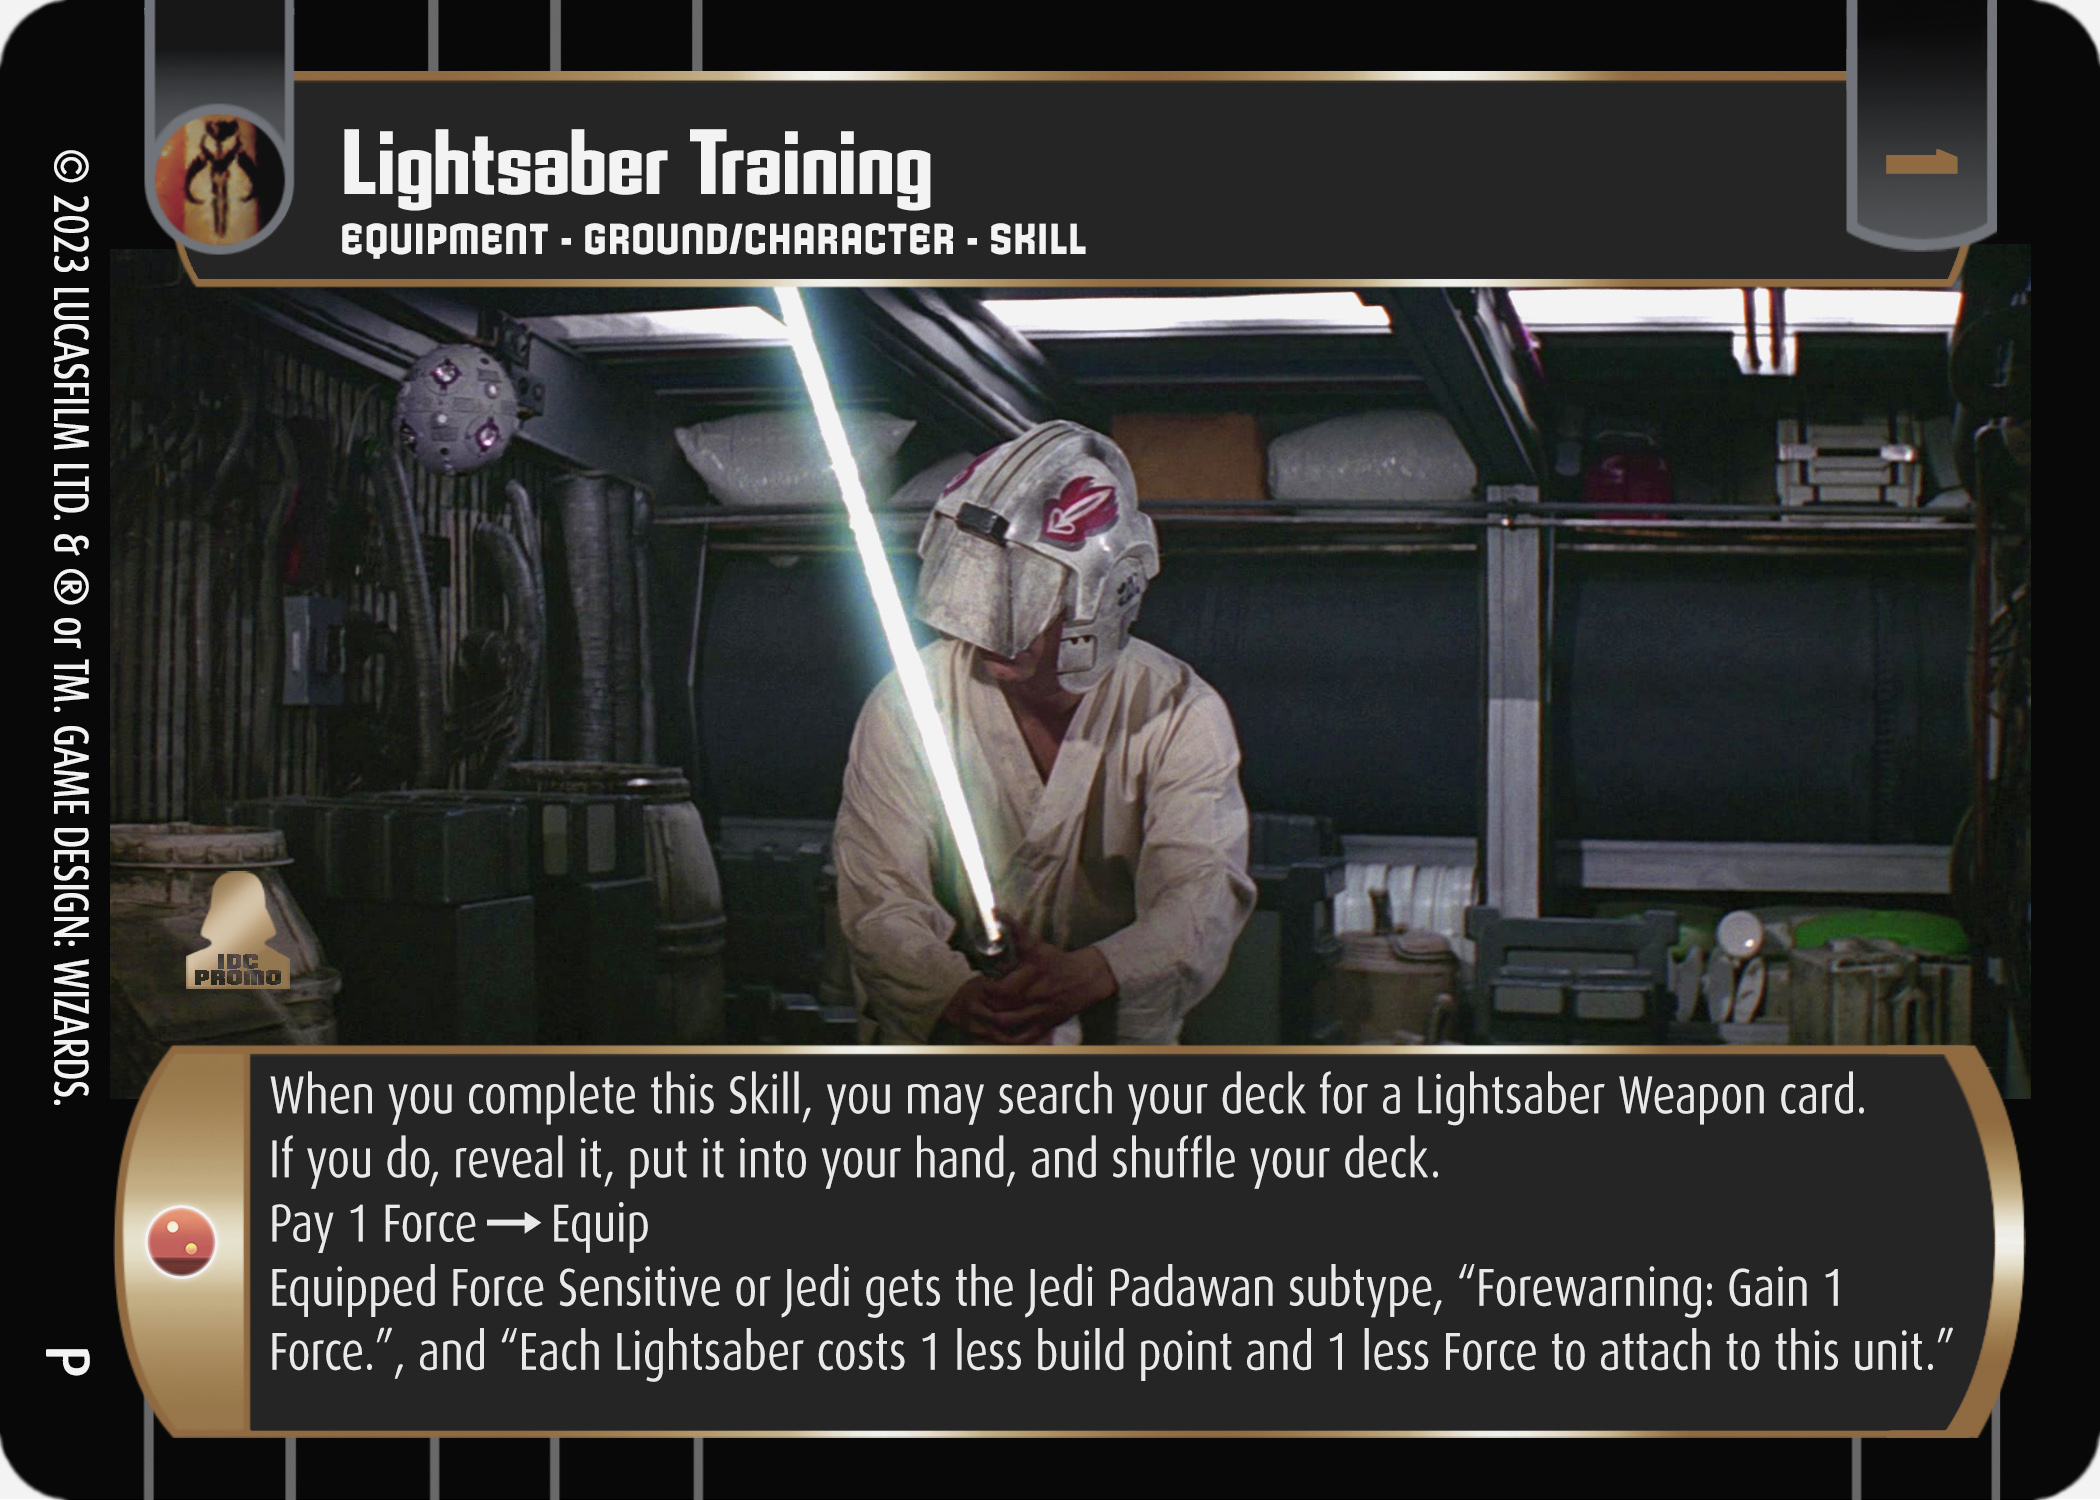 Lightsaber Training
EQUIPMENT - GROUND/CHARACTER - SKILL
1
© 2023 LUCASFILM LTD. & ® or TM. GAME DESIGN: WIZARDS.
P
IDC
PROMO
When you complete this Skill, you may search your deck for a Lightsaber Weapon card.
If you do, reveal it, put it into your hand, and shuffle your deck.
Pay 1 Force → Equip
Equipped Force Sensitive or Jedi gets the Jedi Padawan subtype, “Forewarning: Gain 1
Force.”, and “Each Lightsaber costs 1 less build point and 1 less Force to attach to this unit.”